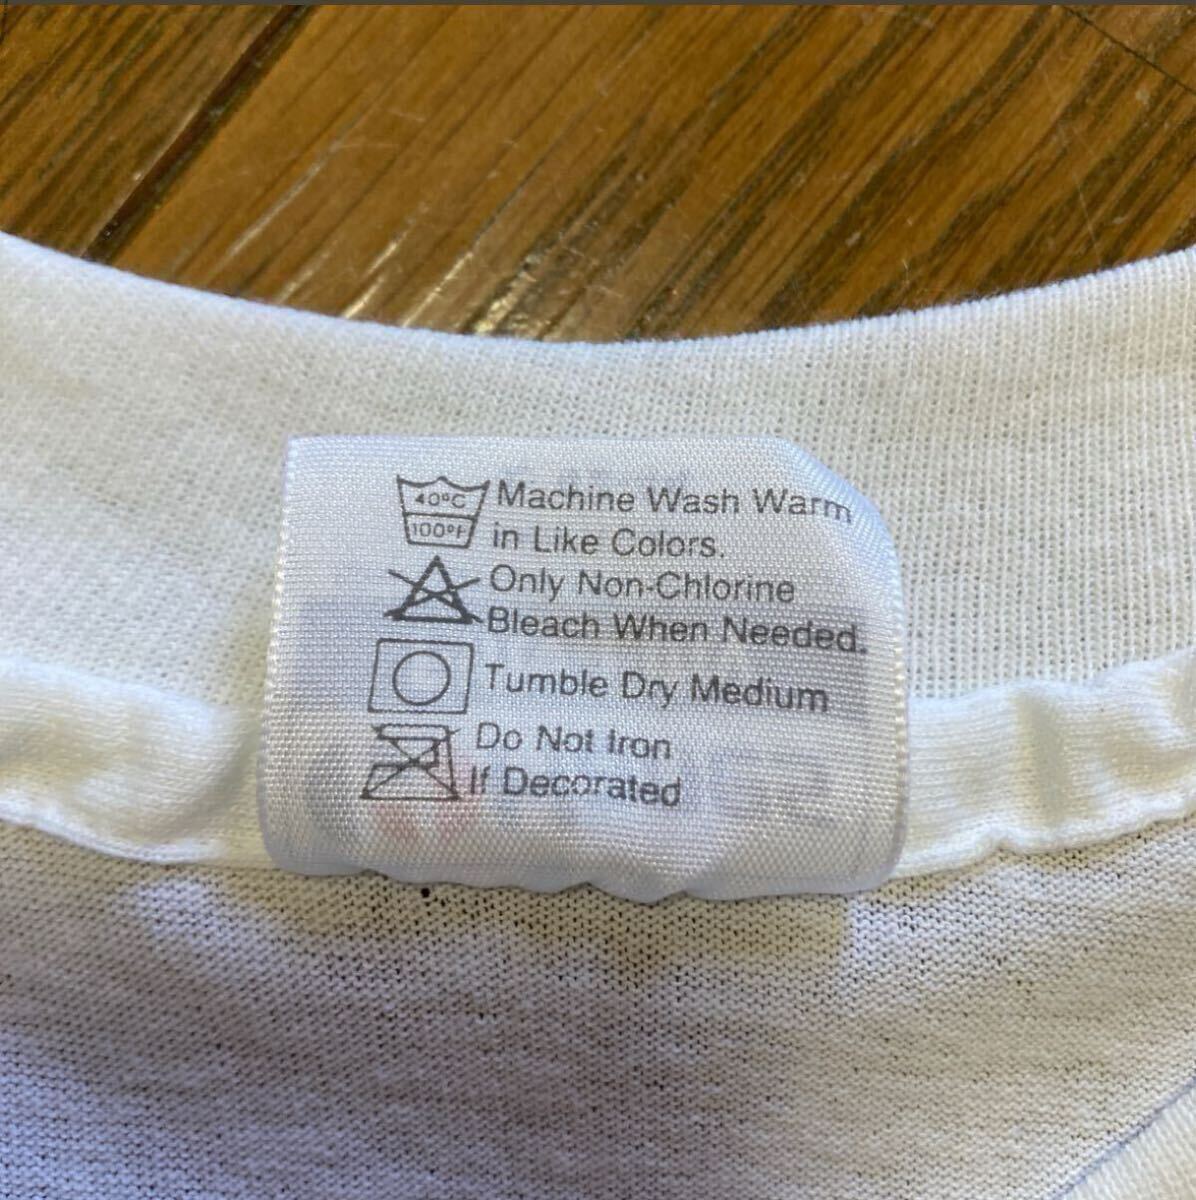 40°C Machine Wash Warm
100°F in Like Colors.
Only Non-Chlorine
Bleach When Needed.
Tumble Dry Medium
Do Not Iron
If Decorated